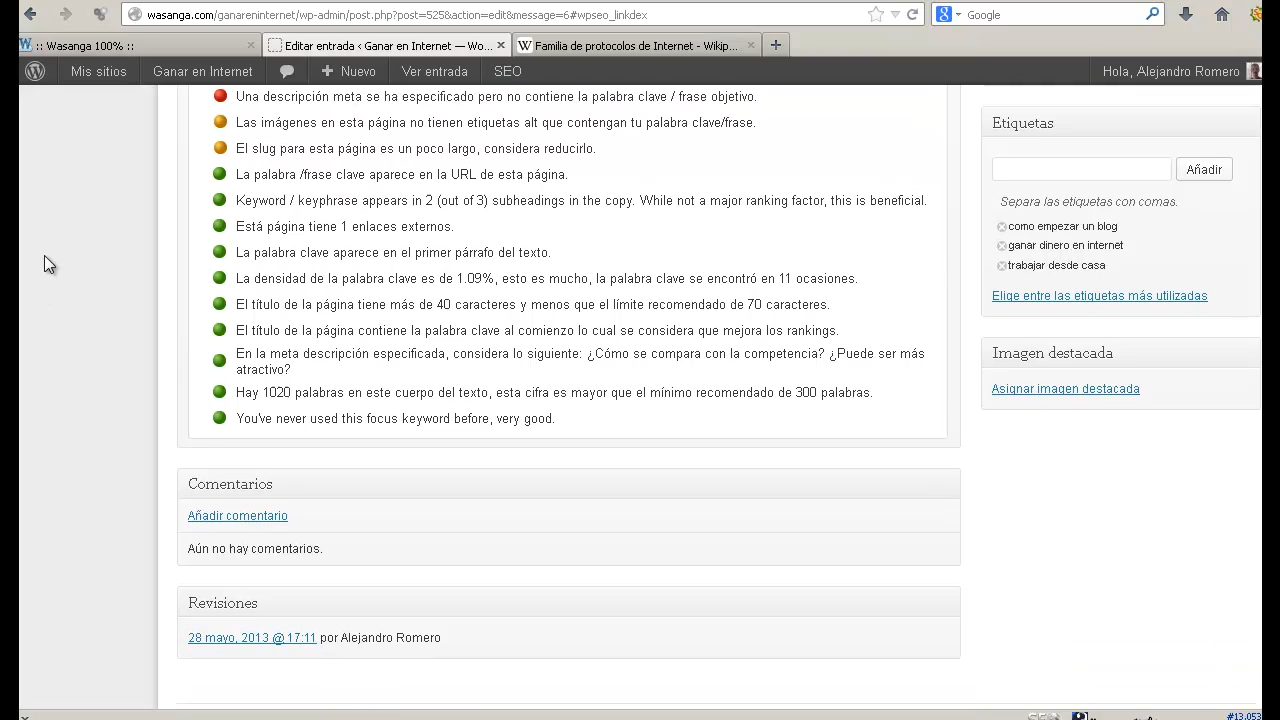 wasanga.com/ganareninternet/wp-admin/post.php?post=525&action=edit&message=6#wpseo_linkdex
Google
:: Wasanga 100% ::
Editar entrada ‹ Ganar en Internet — Wo...
Familia de protocolos de Internet - Wikip...
Mis sitios
Ganar en Internet
Nuevo
Ver entrada
SEO
Hola, Alejandro Romero
Una descripción meta se ha especificado pero no contiene la palabra clave / frase objetivo.
Las imágenes en esta página no tienen etiquetas alt que contengan tu palabra clave/frase.
El slug para esta página es un poco largo, considera reducirlo.
La palabra /frase clave aparece en la URL de esta página.
Keyword / keyphrase appears in 2 (out of 3) subheadings in the copy. While not a major ranking factor, this is beneficial.
Está página tiene 1 enlaces externos.
La palabra clave aparece en el primer párrafo del texto.
La densidad de la palabra clave es de 1.09%, esto es mucho, la palabra clave se encontró en 11 ocasiones.
El título de la página tiene más de 40 caracteres y menos que el límite recomendado de 70 caracteres.
El título de la página contiene la palabra clave al comienzo lo cual se considera que mejora los rankings.
En la meta descripción especificada, considera lo siguiente: ¿Cómo se compara con la competencia? ¿Puede ser más
atractivo?
Hay 1020 palabras en este cuerpo del texto, esta cifra es mayor que el mínimo recomendado de 300 palabras.
You've never used this focus keyword before, very good.
Comentarios
Añadir comentario
Aún no hay comentarios.
Revisiones
28 mayo, 2013 @ 17:11 por Alejandro Romero
Etiquetas
Añadir
Separa las etiquetas con comas.
como empezar un blog
ganar dinero en internet
trabajar desde casa
Elige entre las etiquetas más utilizadas
Imagen destacada
Asignar imagen destacada
#13,053